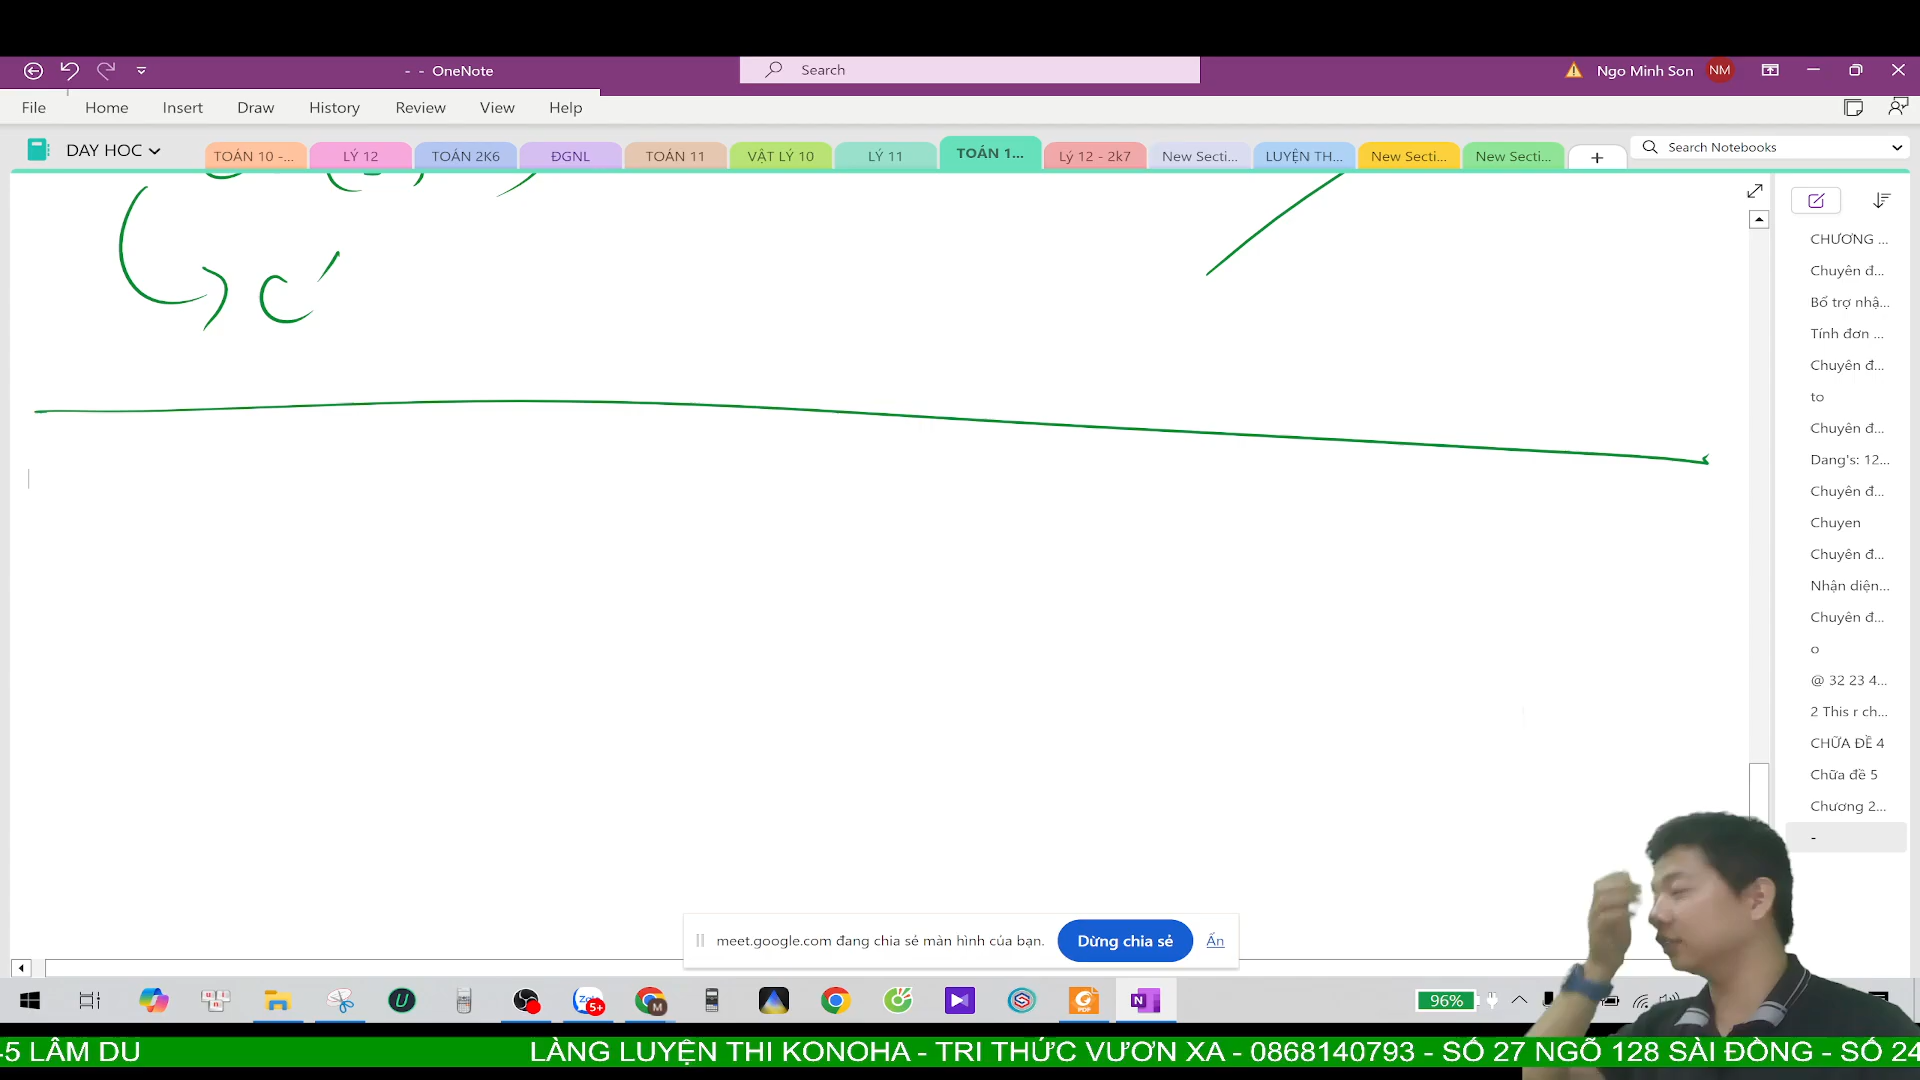 - - OneNote
Search
Ngo Minh Son
NM
File Home Insert Draw History Review View Help
DAY HOC
TOÁN 10 -...
LÝ 12
TOÁN 2K6
ĐGNL
TOÁN 11
VẬT LÝ 10
LÝ 11
TOÁN 1...
Lý 12 - 2k7
New Secti...
LUYỆN TH...
New Secti...
New Secti...
+
Search Notebooks
CHƯƠNG ...
Chuyên đ...
Bổ trợ nhậ...
Tính đơn ...
Chuyên đ...
to
Chuyên đ...
Dang's: 12...
Chuyên đ...
Chuyen
Chuyên đ...
Nhận diện...
Chuyên đ...
o
@ 32 23 4...
2 This r ch...
CHỮA ĐỀ 4
Chữa đề 5
Chương 2...
-
C'
meet.google.com đang chia sẻ màn hình của bạn.
Dừng chia sẻ
Ẩn
5+
M
96%
-5 LÂM DU
LÀNG LUYỆN THI KONOHA - TRI THỨC VƯƠN XA - 0868140793 - SỐ 27 NGÕ 128 SÀI ĐỒNG - SỐ 24